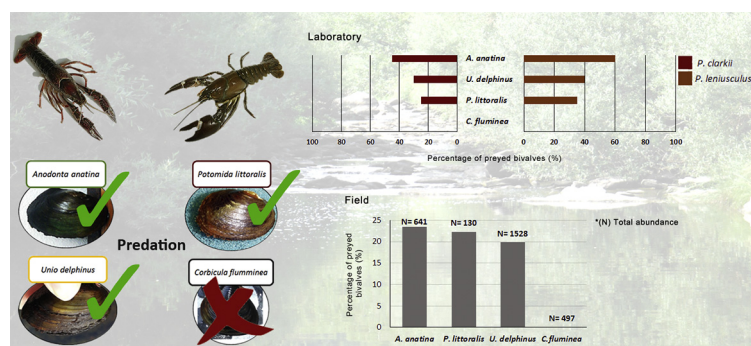 Laboratory
A. anatina
U. delphinus
P. littoralis
C. fluminea
100 80 60 40 20 0
0 20 40 60 80 100
Percentage of preyed bivalves (%)
P. clarkii
P. leniusculus
Anodonta anatina
Potomida littoralis
Predation
Unio delphinus
Corbicula flumminea
Field
Percentage of preyed
bivalves (%)
25
20
15
10
5
0
N= 641
N= 130
N= 1528
N= 497
*(N) Total abundance
A. anatina
P. littoralis
U. delphinus
C.fluminea